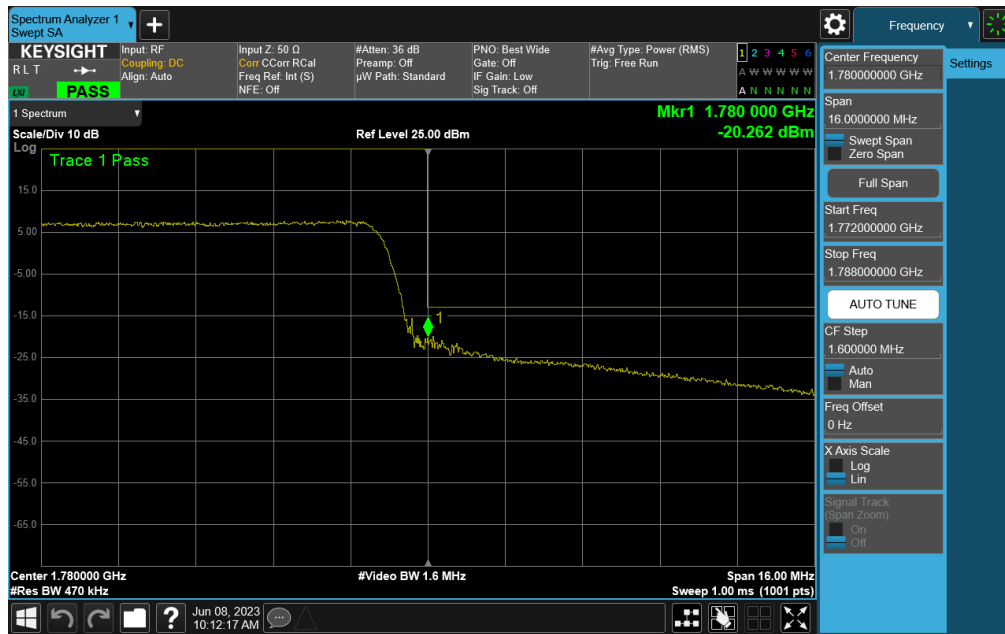 Spectrum Analyzer 1
Swept SA
Frequency
KEYSIGHT
R L T
LXI
PASS
Input: RF
Coupling: DC
Align: Auto
Input Z: 50 Ω
Corr CCorr RCal
Freq Ref: Int (S)
NFE: Off
#Atten: 36 dB
Preamp: Off
µW Path: Standard
PNO: Best Wide
Gate: Off
IF Gain: Low
Sig Track: Off
#Avg Type: Power (RMS)
Trig: Free Run
1 2 3 4 5 6
A W W W W W
A N N N N N
1 Spectrum
Mkr1 1.780 000 GHz
-20.262 dBm
Scale/Div 10 dB
Ref Level 25.00 dBm
Log
Trace 1 Pass
15.0
5.00
-5.00
-15.0
-25.0
-35.0
-45.0
-55.0
-65.0
1
Center 1.780000 GHz
#Video BW 1.6 MHz
Span 16.00 MHz
#Res BW 470 kHz
Sweep 1.00 ms (1001 pts)
Jun 08, 2023
10:12:17 AM
?
Center Frequency
1.780000000 GHz
Settings
Span
16.0000000 MHz
Swept Span
Zero Span
Full Span
Start Freq
1.772000000 GHz
Stop Freq
1.788000000 GHz
AUTO TUNE
CF Step
1.600000 MHz
Auto
Man
Freq Offset
0 Hz
X Axis Scale
Log
Lin
Signal Track
(Span Zoom)
On
Off